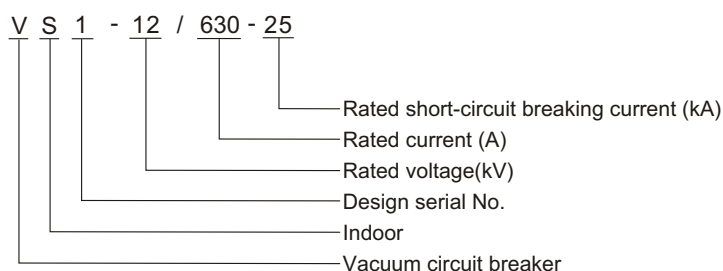 V S 1 - 12 / 630 - 25
Rated short-circuit breaking current (kA)
Rated current (A)
Rated voltage(kV)
Design serial No.
Indoor
Vacuum circuit breaker